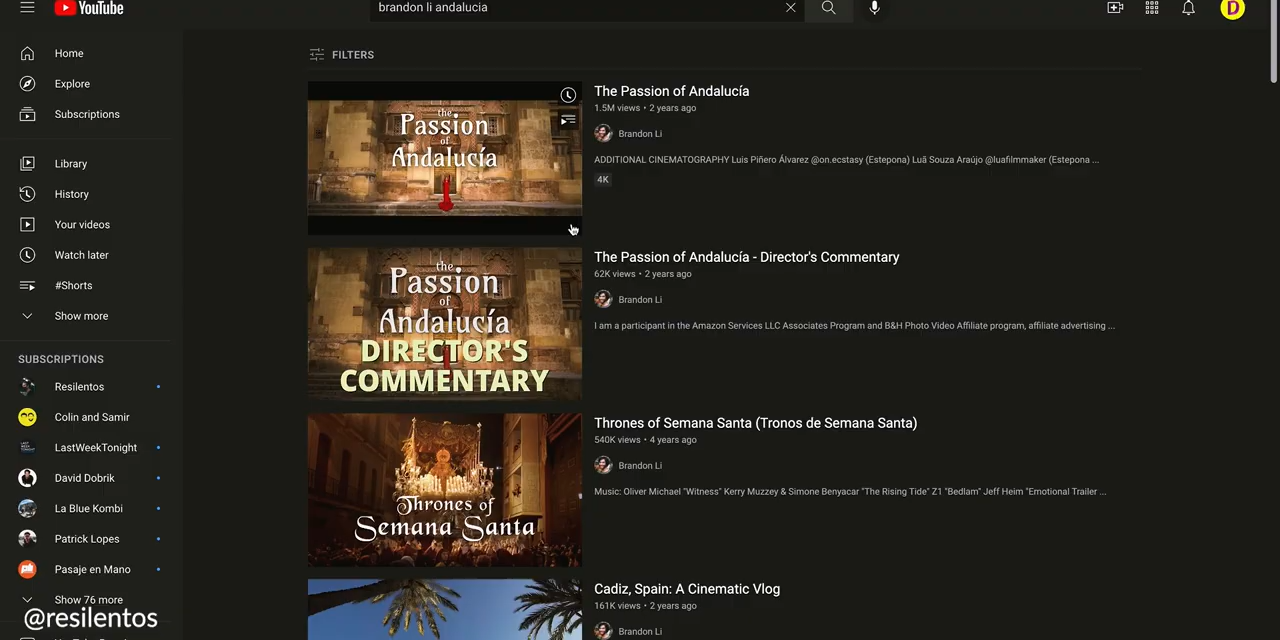 YouTube
brandon li andalucia
D
Home
Explore
Subscriptions
Library
History
Your videos
Watch later
#Shorts
Show more
SUBSCRIPTIONS
Resilentos
Colin and Samir
LastWeekTonight
David Dobrik
La Blue Kombi
Patrick Lopes
Pasaje en Mano
Show 76 more
@resilentos
FILTERS
the
Passion
of
Andalucía
The Passion of Andalucía
1.5M views • 2 years ago
Brandon Li
ADDITIONAL CINEMATOGRAPHY Luis Piñero Álvarez @on.ecstasy (Estepona) Luã Souza Araújo @luafilmmaker (Estepona ...
4K
the
Passion
of
Andalucía
DIRECTOR'S
COMMENTARY
The Passion of Andalucía - Director's Commentary
62K views • 2 years ago
Brandon Li
I am a participant in the Amazon Services LLC Associates Program and B&H Photo Video Affiliate program, affiliate advertising ...
Thrones of
Semana Santa
Thrones of Semana Santa (Tronos de Semana Santa)
540K views • 4 years ago
Brandon Li
Music: Oliver Michael "Witness" Kerry Muzzey & Simone Benyacar "The Rising Tide" Z1 "Bedlam" Jeff Heim "Emotional Trailer ...
Cadiz, Spain: A Cinematic Vlog
161K views • 2 years ago
Brandon Li